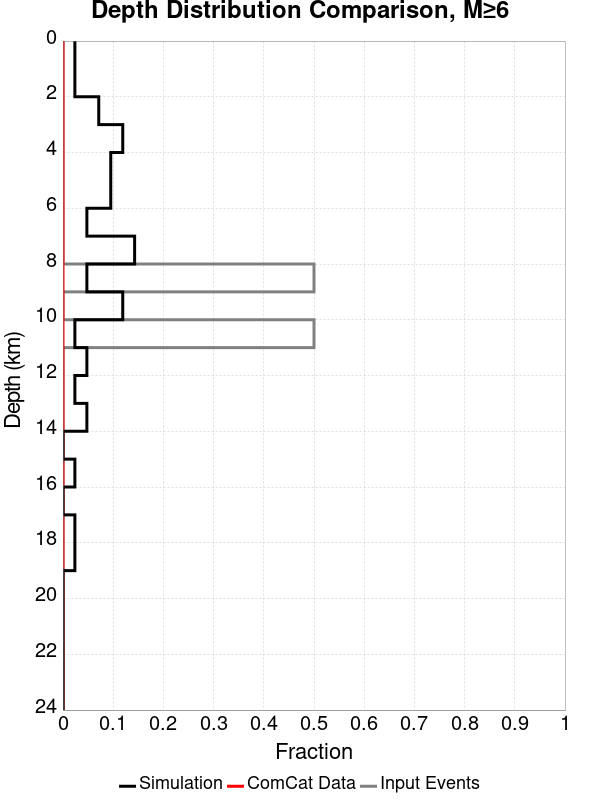 Depth Distribution Comparison, M≥6
0
2
4
6
8
10
12
14
16
18
20
22
24
Depth (km)
0 0.1 0.2 0.3 0.4 0.5 0.6 0.7 0.8 0.9 1
Fraction
Simulation ComCat Data Input Events